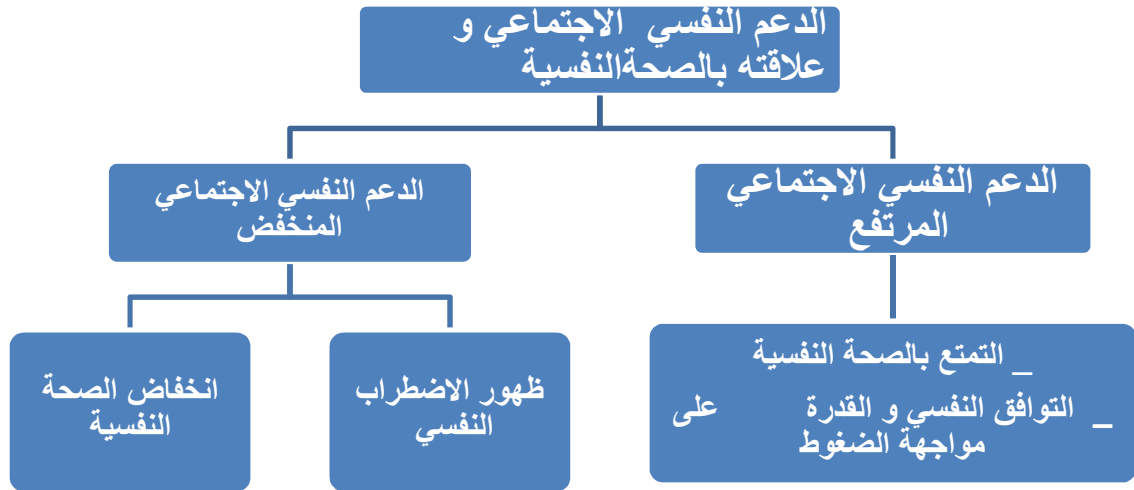 الدعم النفسي الاجتماعي و
علاقته بالصحةالنفسية
الدعم النفسي الاجتماعي
المرتفع
الدعم النفسي الاجتماعي
المنخفض
_ التمتع بالصحة النفسية
_ التوافق النفسي و القدرة على
مواجهة الضغوط
ظهور الاضطراب
النفسي
انخفاض الصحة
النفسية